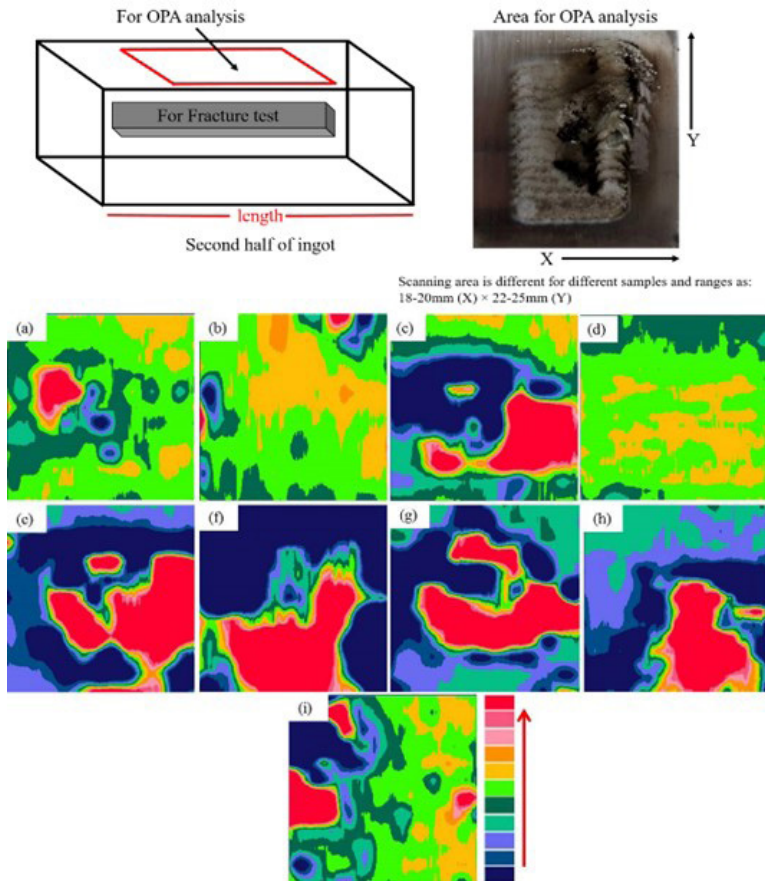 For OPA analysis
Area for OPA analysis
For Fracture test
Y
length
Second half of ingot
X
Scanning area is different for different samples and ranges as:
18-20mm (X) × 22-25mm (Y)
(a)
(b)
(c)
(d)
(e)
(f)
(g)
(h)
(i)